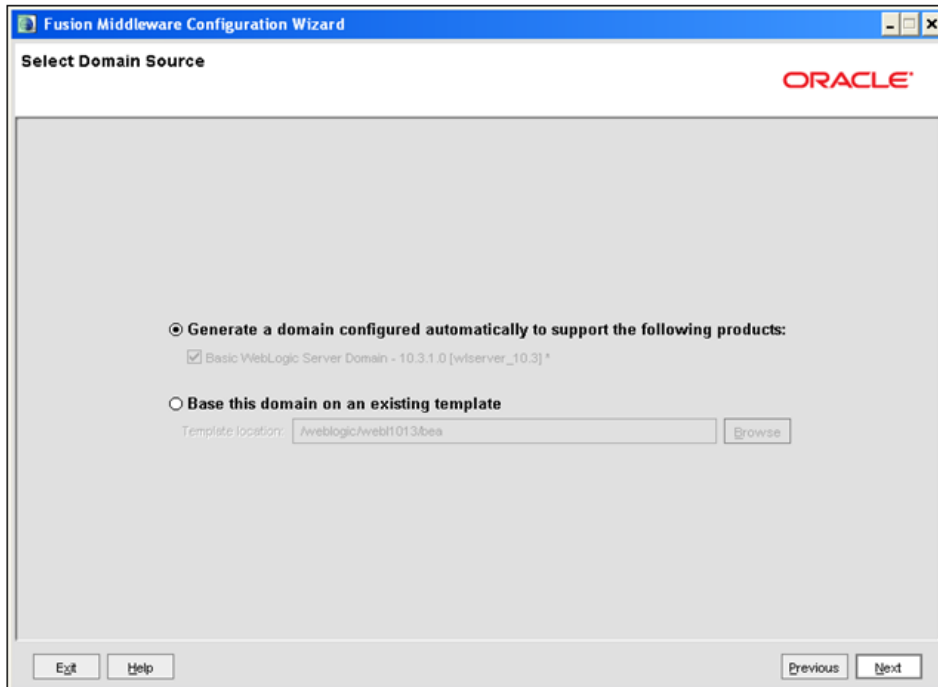 Fusion Middleware Configuration Wizard
Select Domain Source
ORACLE
Generate a domain configured automatically to support the following products:
Basic WebLogic Server Domain - 10.3.1.0 [wlserver_10.3] *
Base this domain on an existing template
Template location: /weblogic/webl1013/bea Browse
Exit Help Previous Next